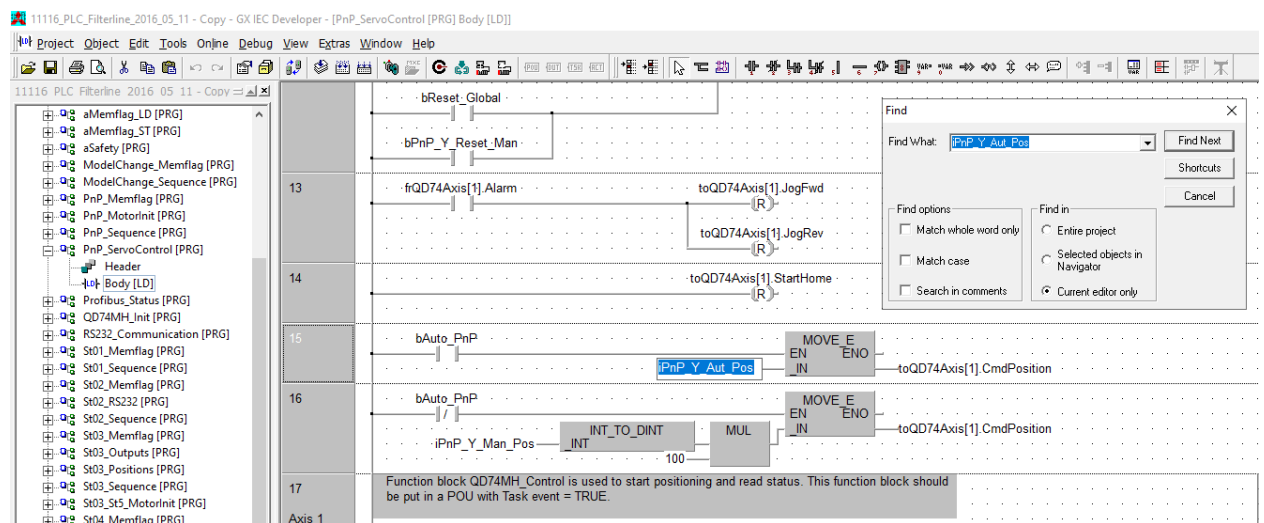 11116_PLC_Filterline_2016_05_11 - Copy - GX IEC Developer - [PnP_ServoControl [PRG] Body [LD]]
Project Object Edit Tools Online Debug View Extras Window Help
11116 PLC Filterline 2016 05 11 - Copy
aMemflag_LD [PRG]
aMemflag_ST [PRG]
aSafety [PRG]
ModelChange_Memflag [PRG]
ModelChange_Sequence [PRG]
PnP_Memflag [PRG]
PnP_MotorInit [PRG]
PnP_Sequence [PRG]
PnP_ServoControl [PRG]
Header
Body [LD]
Profibus_Status [PRG]
QD74MH_Init [PRG]
RS232_Communication [PRG]
St01_Memflag [PRG]
St01_Sequence [PRG]
St02_Memflag [PRG]
St02_RS232 [PRG]
St02_Sequence [PRG]
St03_Memflag [PRG]
St03_Outputs [PRG]
St03_Positions [PRG]
St03_Sequence [PRG]
St03_St5_MotorInit [PRG]
St04_Memflag [PRG]
bReset_Global
bPnP_Y_Reset_Man
13
frQD74Axis[1].Alarm
toQD74Axis[1].JogFwd
R
toQD74Axis[1].JogRev
R
14
toQD74Axis[1].StartHome
R
15
bAuto_PnP
MOVE_E
EN ENO
iPnP_Y_Aut_Pos
_IN
toQD74Axis[1].CmdPosition
16
bAuto_PnP
/
MOVE_E
EN ENO
_IN
toQD74Axis[1].CmdPosition
INT_TO_DINT
MUL
iPnP_Y_Man_Pos
_INT
100
17
Axis 1
Function block QD74MH_Control is used to start positioning and read status. This function block should
be put in a POU with Task event = TRUE.
Find
Find What:
iPnP_Y_Aut_Pos
Find Next
Shortcuts
Cancel
Find options
Match whole word only
Match case
Search in comments
Find in
Entire project
Selected objects in
Navigator
Current editor only